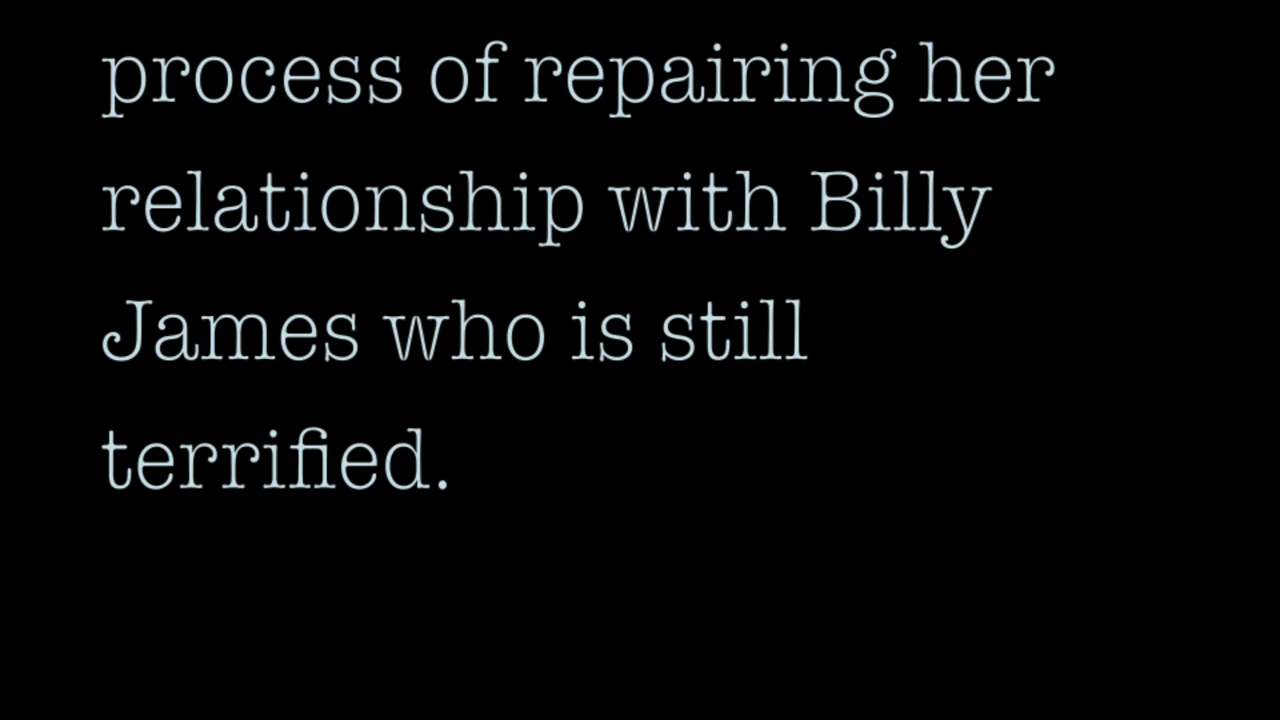 process of repairing her
relationship with Billy
James who is still
terrified.